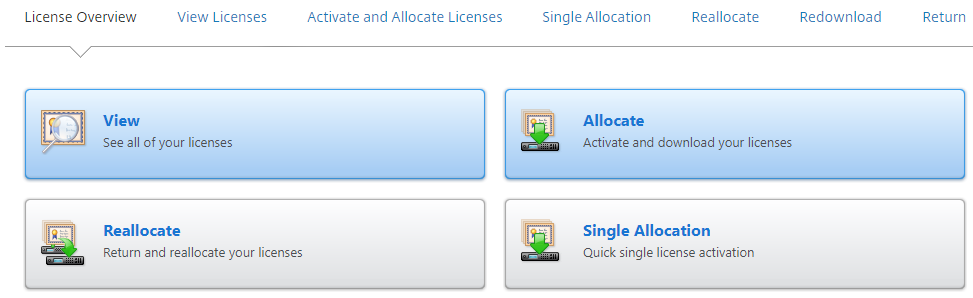 License Overview View Licenses Activate and Allocate Licenses Single Allocation Reallocate Redownload Return
View
See all of your licenses
Allocate
Activate and download your licenses
Reallocate
Return and reallocate your licenses
Single Allocation
Quick single license activation